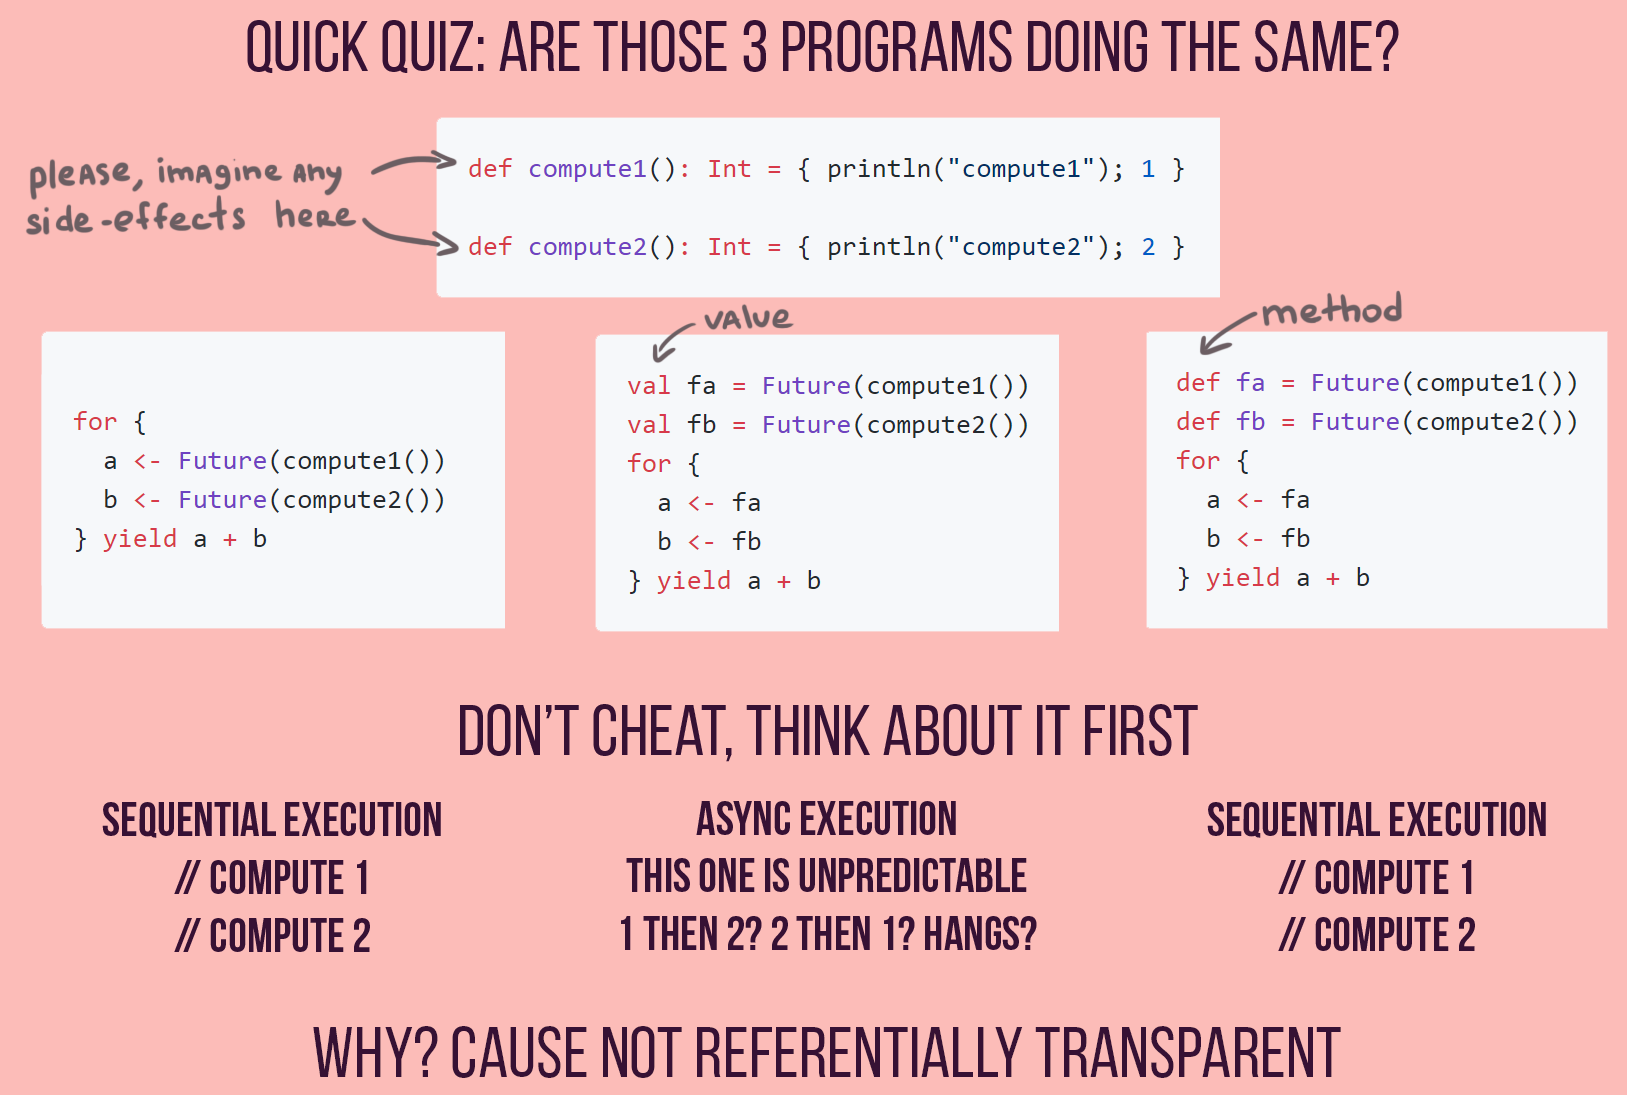 QUICK QUIZ: ARE THOSE 3 PROGRAMS DOING THE SAME?
please, imagine any
side-effects here
def compute1(): Int = { println("compute1"); 1 }
def compute2(): Int = { println("compute2"); 2 }
for {
  a <- Future(compute1())
  b <- Future(compute2())
} yield a + b
value
val fa = Future(compute1())
val fb = Future(compute2())
for {
  a <- fa
  b <- fb
} yield a + b
method
def fa = Future(compute1())
def fb = Future(compute2())
for {
  a <- fa
  b <- fb
} yield a + b
DON'T CHEAT, THINK ABOUT IT FIRST
SEQUENTIAL EXECUTION
// COMPUTE 1
// COMPUTE 2
ASYNC EXECUTION
THIS ONE IS UNPREDICTABLE
1 THEN 2? 2 THEN 1? HANGS?
SEQUENTIAL EXECUTION
// COMPUTE 1
// COMPUTE 2
WHY? CAUSE NOT REFERENTIALLY TRANSPARENT